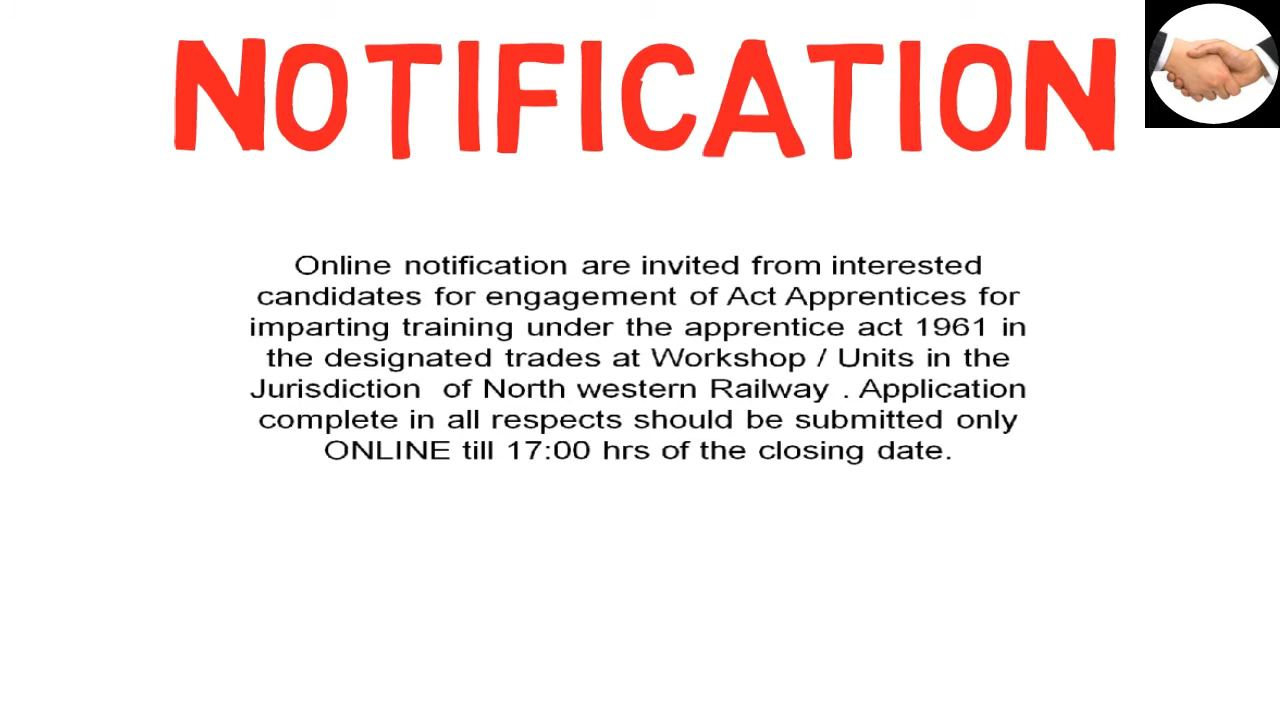 NOTIFICATION
Online notification are invited from interested
candidates for engagement of Act Apprentices for
imparting training under the apprentice act 1961 in
the designated trades at Workshop / Units in the
Jurisdiction of North western Railway . Application
complete in all respects should be submitted only
ONLINE till 17:00 hrs of the closing date.